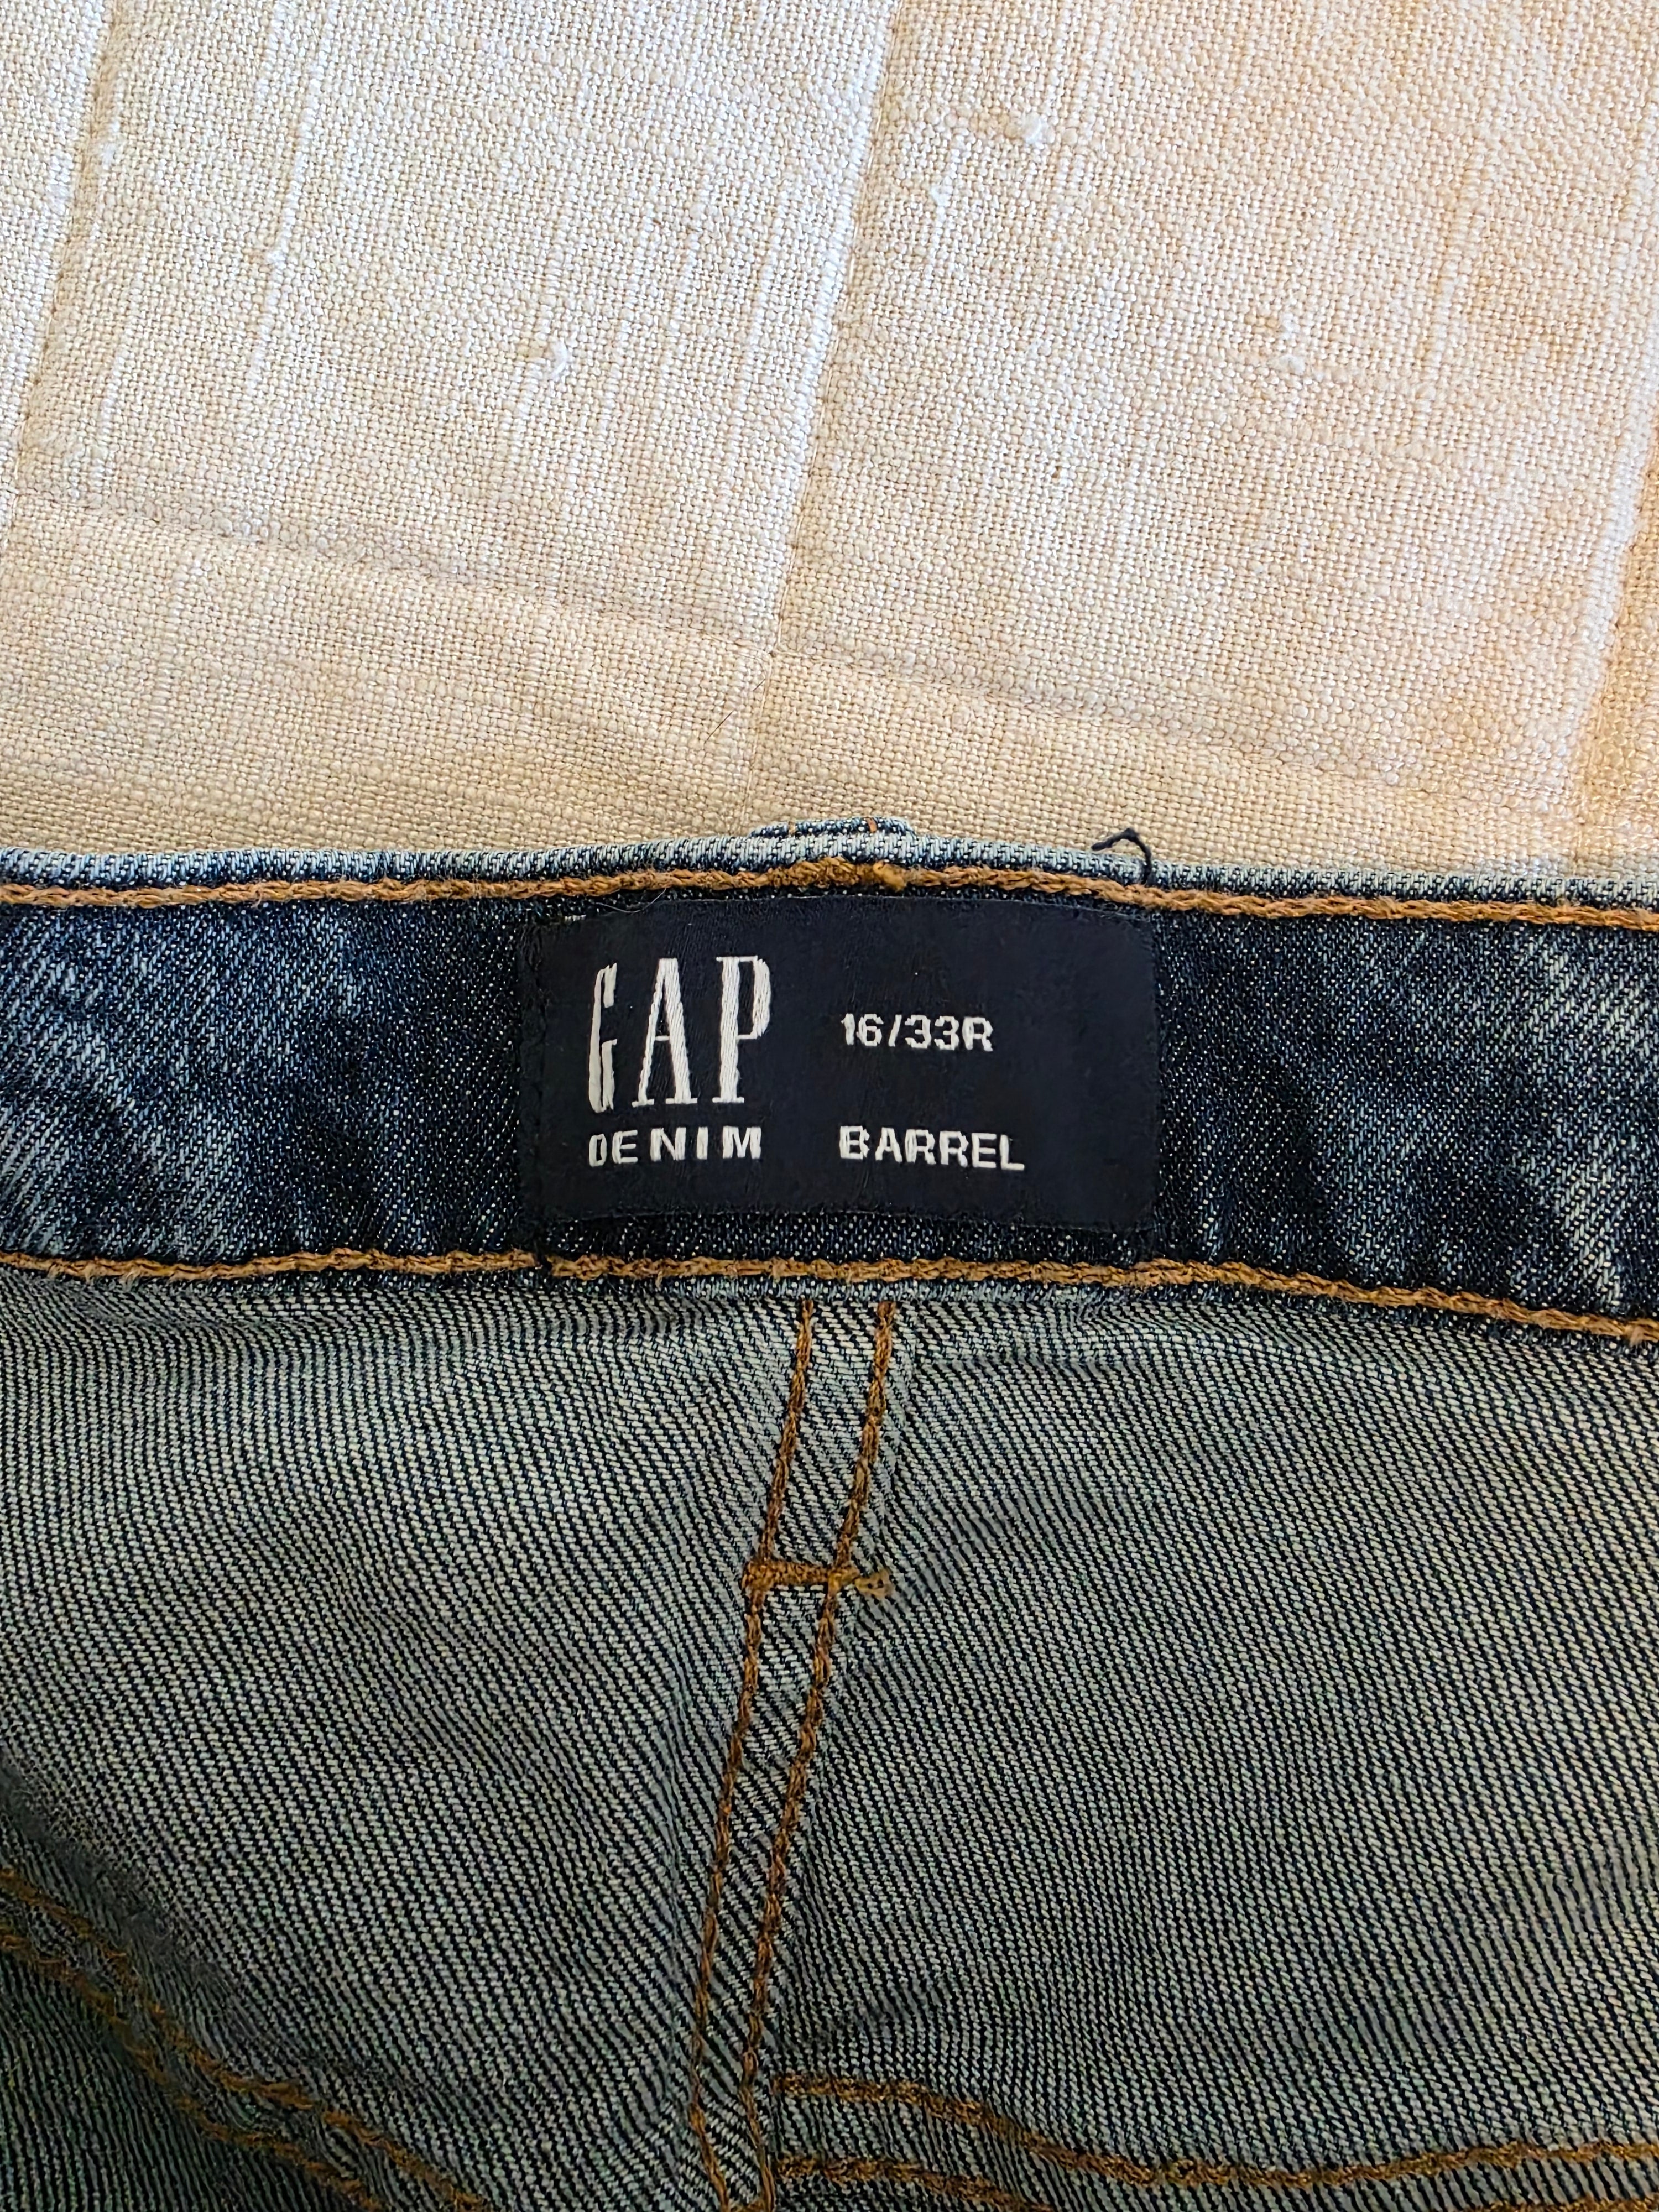 GAP
16/33R
DENIM
BARREL